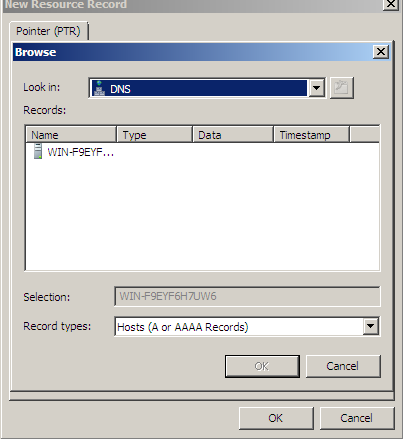 New Resource Record
Pointer (PTR)
Browse
Look in: DNS
Records:
Name Type Data Timestamp
WIN-F9EYF...
Selection: WIN-F9EYF6H7UW6
Record types: Hosts (A or AAAA Records)
OK Cancel
OK Cancel